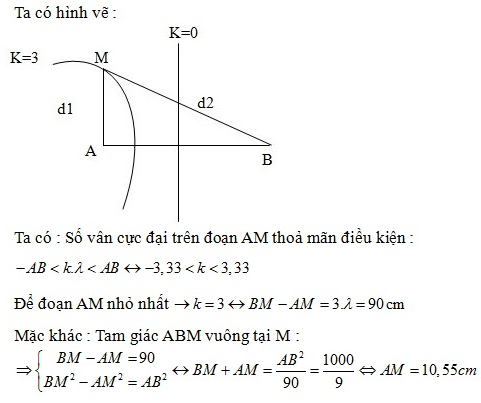 Ta có hình vẽ :
K=0
K=3
M
d1
d2
A
B
Ta có : Số vân cực đại trên đoạn AM thoả mãn điều kiện :
−AB < k.λ < AB ↔ −3,33 < k < 3,33
Để đoạn AM nhỏ nhất → k = 3 ↔ BM − AM = 3.λ = 90 cm
Mặc khác : Tam giác ABM vuông tại M :
⇒ { BM − AM = 90 ; BM² − AM² = AB² ↔ BM + AM = AB²/90 = 1000/9 ⇔ AM = 10,55cm